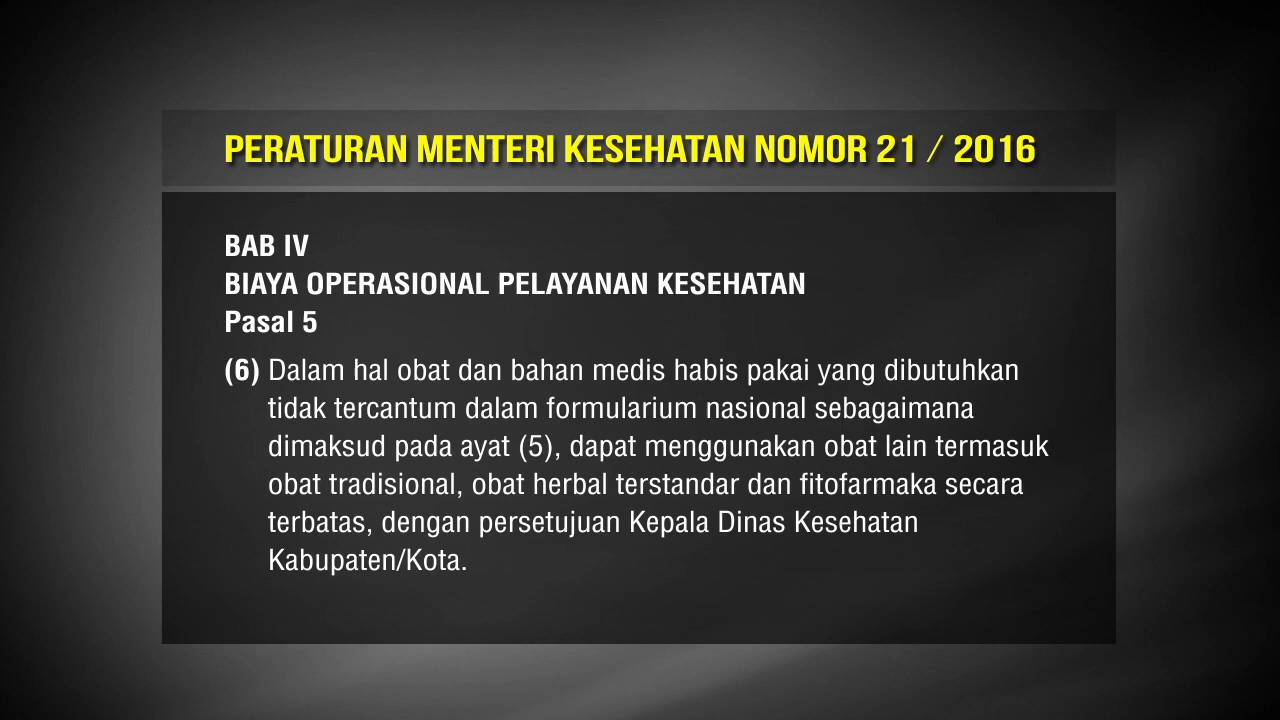 PERATURAN MENTERI KESEHATAN NOMOR 21 / 2016
BAB IV
BIAYA OPERASIONAL PELAYANAN KESEHATAN
Pasal 5
(6) Dalam hal obat dan bahan medis habis pakai yang dibutuhkan
tidak tercantum dalam formularium nasional sebagaimana
dimaksud pada ayat (5), dapat menggunakan obat lain termasuk
obat tradisional, obat herbal terstandar dan fitofarmaka secara
terbatas, dengan persetujuan Kepala Dinas Kesehatan
Kabupaten/Kota.